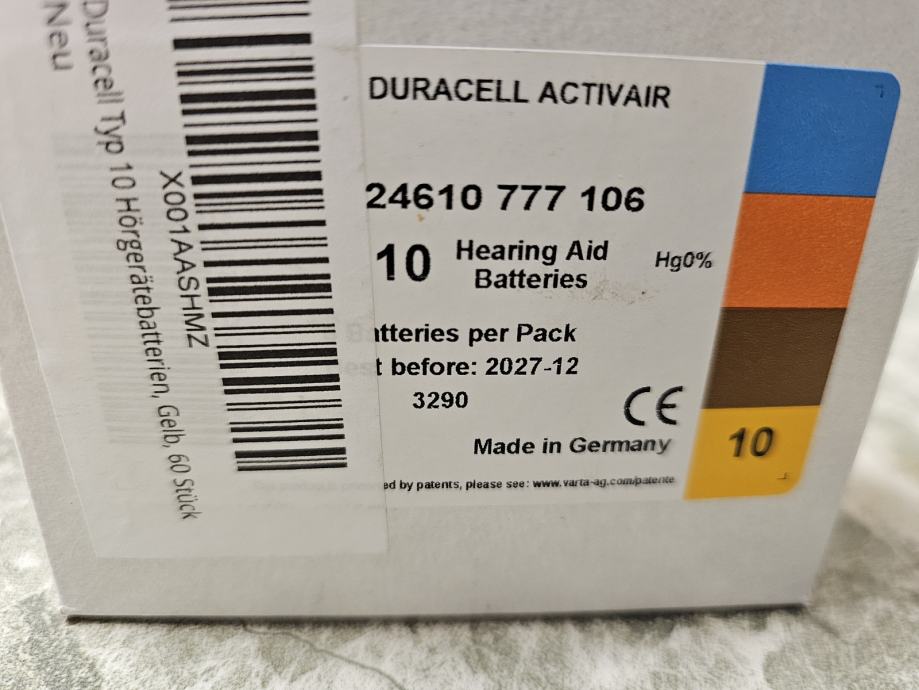 Neu
Duracell Typ 10 Hörgerätebatterien, Gelb, 60 Stück
X001AASHMZ
DURACELL ACTIVAIR
24610 777 106
10 Hearing Aid Batteries Hg0%
Batteries per Pack
Best before: 2027-12
3290
CE
Made in Germany
ed by patents, please see: www.varta-ag.com/patente
10